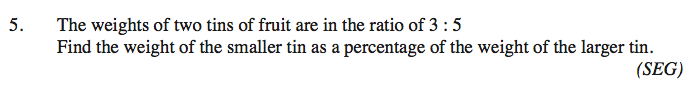 5. The weights of two tins of fruit are in the ratio of 3 : 5
Find the weight of the smaller tin as a percentage of the weight of the larger tin.
(SEG)